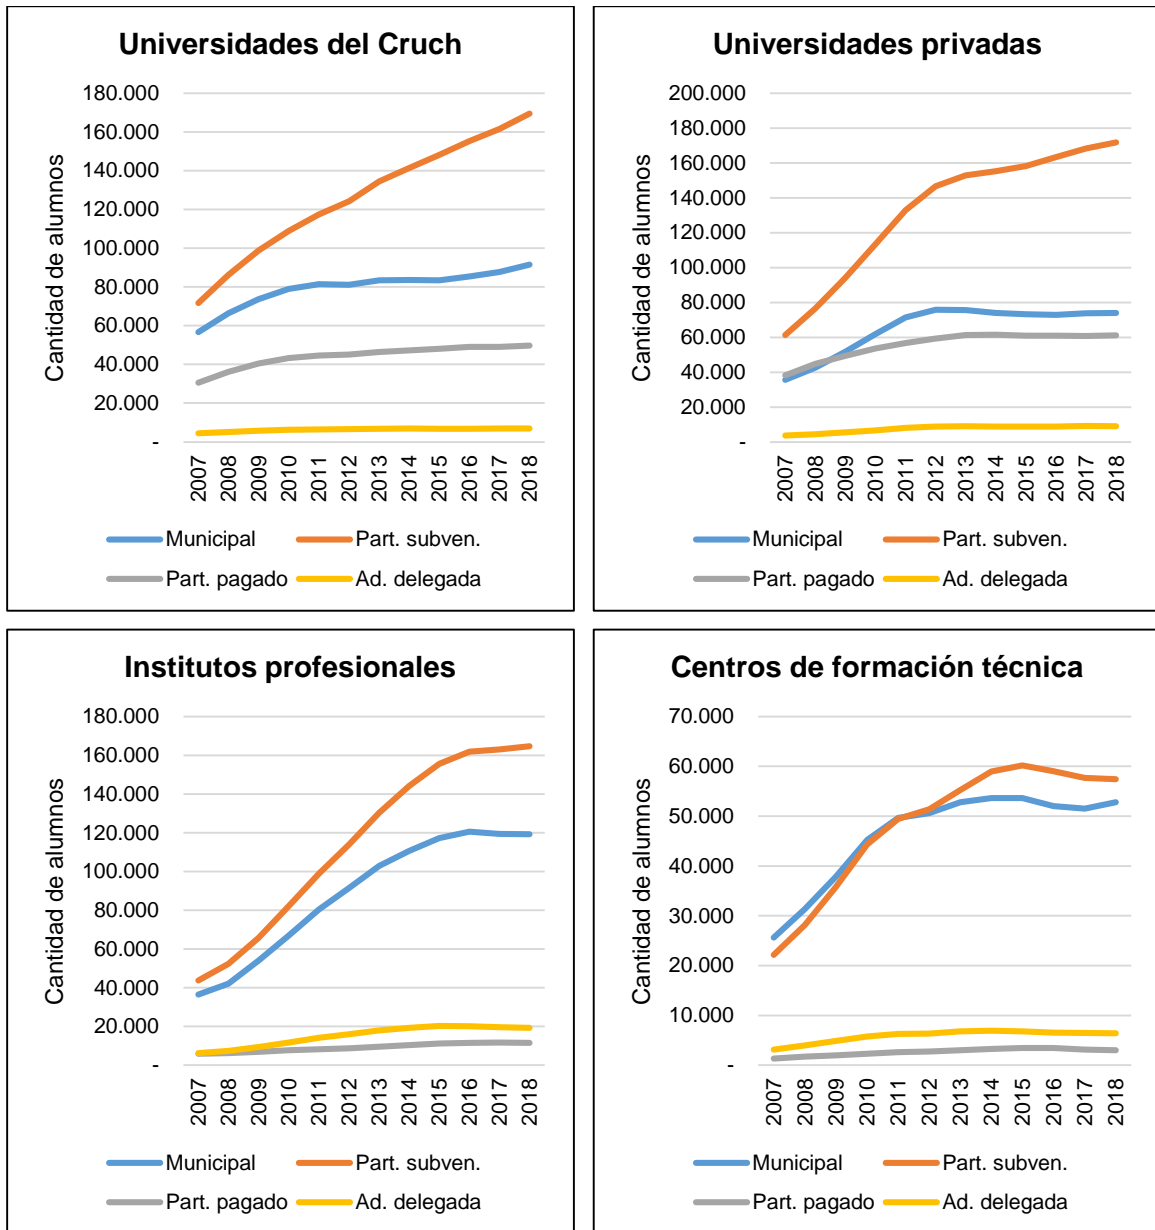 Universidades del Cruch
Cantidad de alumnos
180.000
160.000
140.000
120.000
100.000
80.000
60.000
40.000
20.000
-
2007 2008 2009 2010 2011 2012 2013 2014 2015 2016 2017 2018
Municipal Part. subven.
Part. pagado Ad. delegada
Universidades privadas
Cantidad de alumnos
200.000
180.000
160.000
140.000
120.000
100.000
80.000
60.000
40.000
20.000
-
2007 2008 2009 2010 2011 2012 2013 2014 2015 2016 2017 2018
Municipal Part. subven.
Part. pagado Ad. delegada
Institutos profesionales
Cantidad de alumnos
180.000
160.000
140.000
120.000
100.000
80.000
60.000
40.000
20.000
-
2007 2008 2009 2010 2011 2012 2013 2014 2015 2016 2017 2018
Municipal Part. subven.
Part. pagado Ad. delegada
Centros de formación técnica
Cantidad de alumnos
70.000
60.000
50.000
40.000
30.000
20.000
10.000
-
2007 2008 2009 2010 2011 2012 2013 2014 2015 2016 2017 2018
Municipal Part. subven.
Part. pagado Ad. delegada